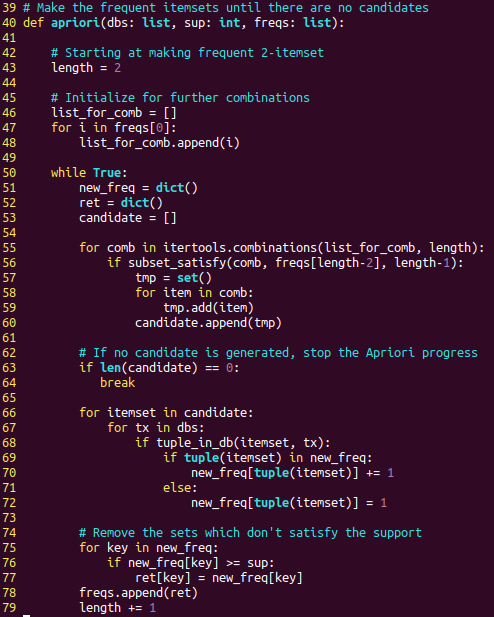 39 # Make the frequent itemsets until there are no candidates
40 def apriori(dbs: list, sup: int, freqs: list):
41
42     # Starting at making frequent 2-itemset
43     length = 2
44
45     # Initialize for further combinations
46     list_for_comb = []
47     for i in freqs[0]:
48         list_for_comb.append(i)
49
50     while True:
51         new_freq = dict()
52         ret = dict()
53         candidate = []
54
55         for comb in itertools.combinations(list_for_comb, length):
56             if subset_satisfy(comb, freqs[length-2], length-1):
57                 tmp = set()
58                 for item in comb:
59                     tmp.add(item)
60                 candidate.append(tmp)
61
62         # If no candidate is generated, stop the Apriori progress
63         if len(candidate) == 0:
64            break
65
66         for itemset in candidate:
67             for tx in dbs:
68                 if tuple_in_db(itemset, tx):
69                     if tuple(itemset) in new_freq:
70                         new_freq[tuple(itemset)] += 1
71                     else:
72                         new_freq[tuple(itemset)] = 1
73
74         # Remove the sets which don't satisfy the support
75         for key in new_freq:
76             if new_freq[key] >= sup:
77                 ret[key] = new_freq[key]
78         freqs.append(ret)
79         length += 1